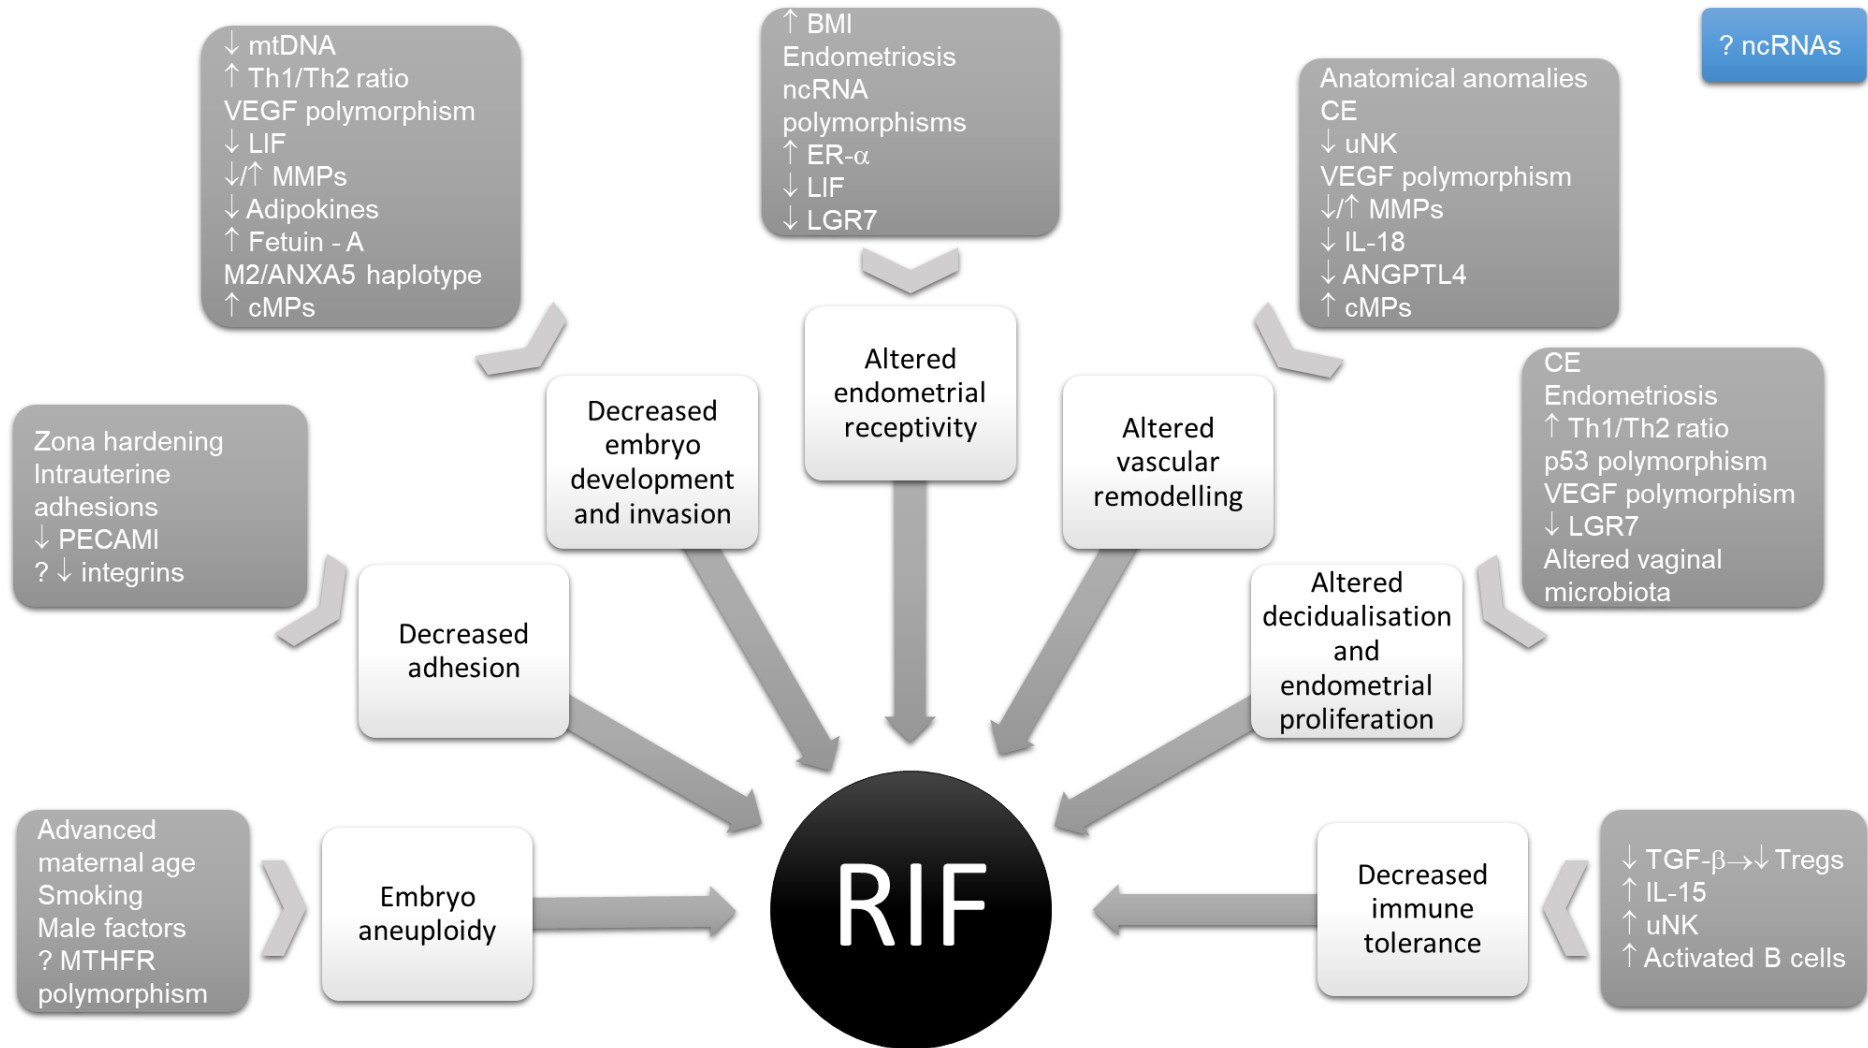 ↓ mtDNA
↑ Th1/Th2 ratio
VEGF polymorphism
↓ LIF
↓/↑ MMPs
↓ Adipokines
↑ Fetuin - A
M2/ANXA5 haplotype
↑ cMPs
↑ BMI
Endometriosis
ncRNA
polymorphisms
↑ ER-α
↓ LIF
↓ LGR7
Anatomical anomalies
CE
↓ uNK
VEGF polymorphism
↓/↑ MMPs
↓ IL-18
↓ ANGPTL4
↑ cMPs
? ncRNAs
Zona hardening
Intrauterine
adhesions
↓ PECAMI
? ↓ integrins
Decreased
embryo
development
and invasion
Altered
endometrial
receptivity
Altered
vascular
remodelling
CE
Endometriosis
↑ Th1/Th2 ratio
p53 polymorphism
VEGF polymorphism
↓ LGR7
Altered vaginal
microbiota
Decreased
adhesion
Altered
decidualisation
and
endometrial
proliferation
Advanced
maternal age
Smoking
Male factors
? MTHFR
polymorphism
Embryo
aneuploidy
RIF
Decreased
immune
tolerance
↓ TGF-β→↓ Tregs
↑ IL-15
↑ uNK
↑ Activated B cells